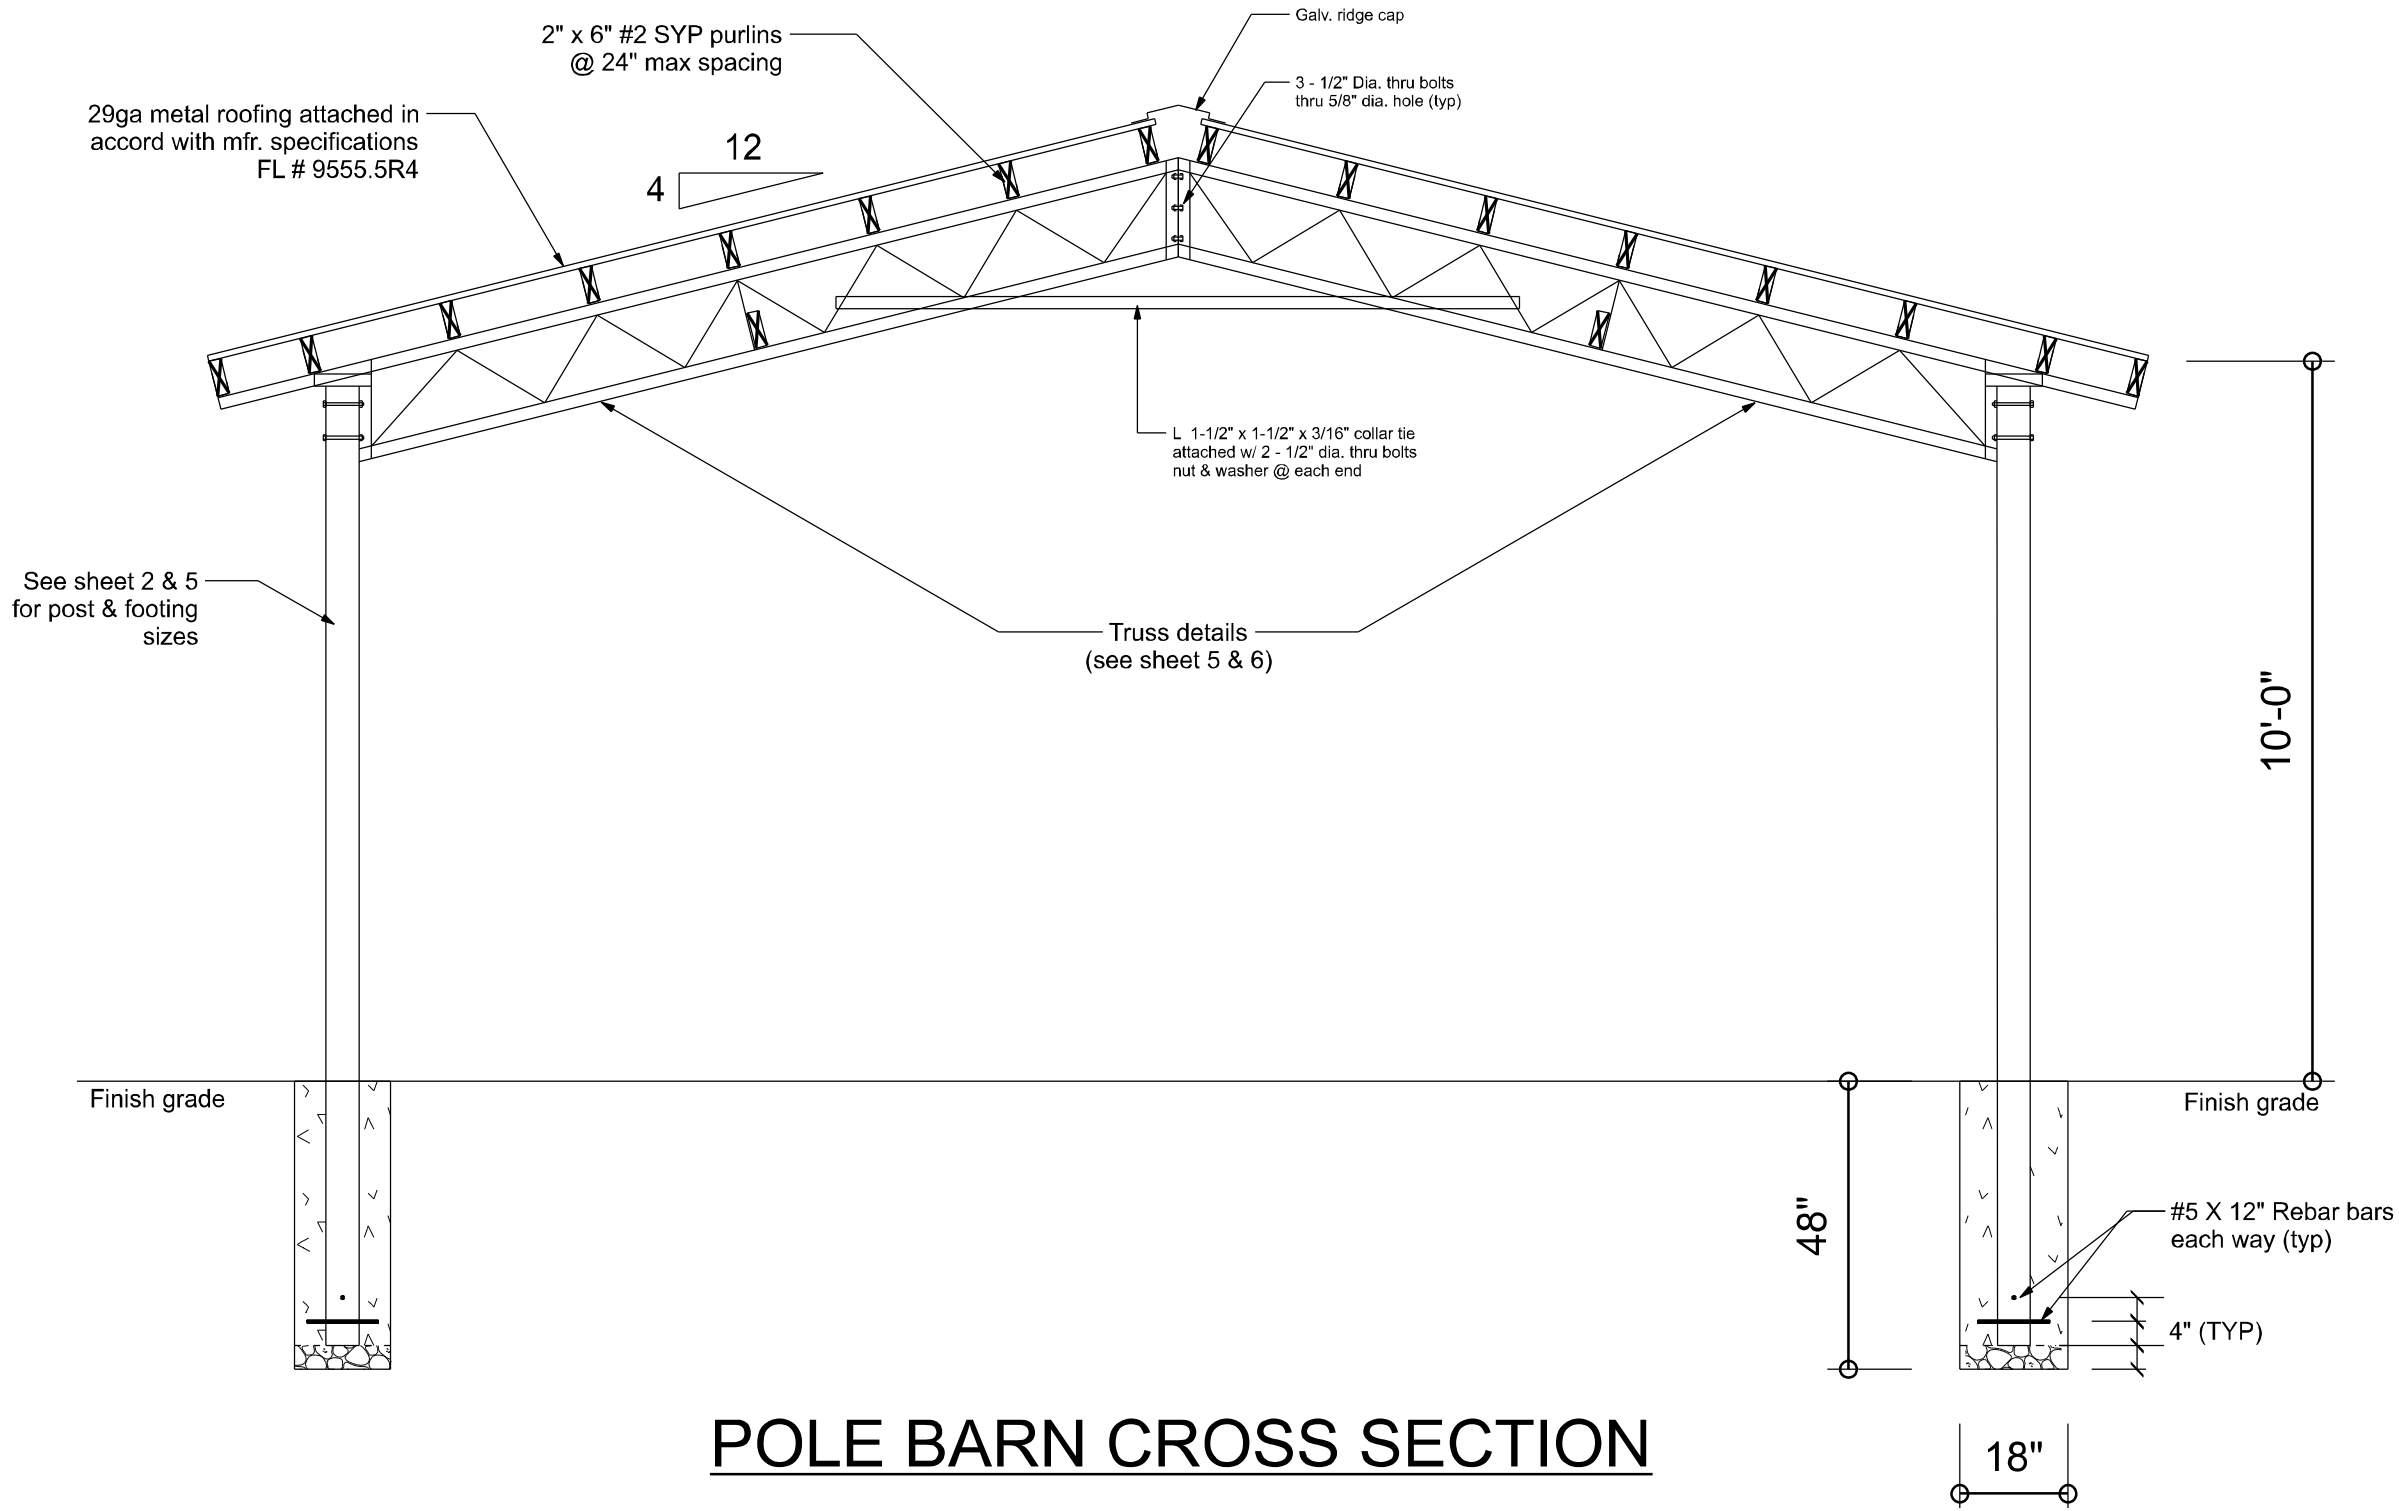 Galv. ridge cap
2" x 6" #2 SYP purlins
@ 24" max spacing
3 - 1/2" Dia. thru bolts
thru 5/8" dia. hole (typ)
29ga metal roofing attached in
accord with mfr. specifications
FL # 9555.5R4
12
4
L 1-1/2" x 1-1/2" x 3/16" collar tie
attached w/ 2 - 1/2" dia. thru bolts
nut & washer @ each end
See sheet 2 & 5
for post & footing
sizes
Truss details
(see sheet 5 & 6)
10'-0"
Finish grade
Finish grade
48"
#5 X 12" Rebar bars
each way (typ)
4" (TYP)
POLE BARN CROSS SECTION
18"